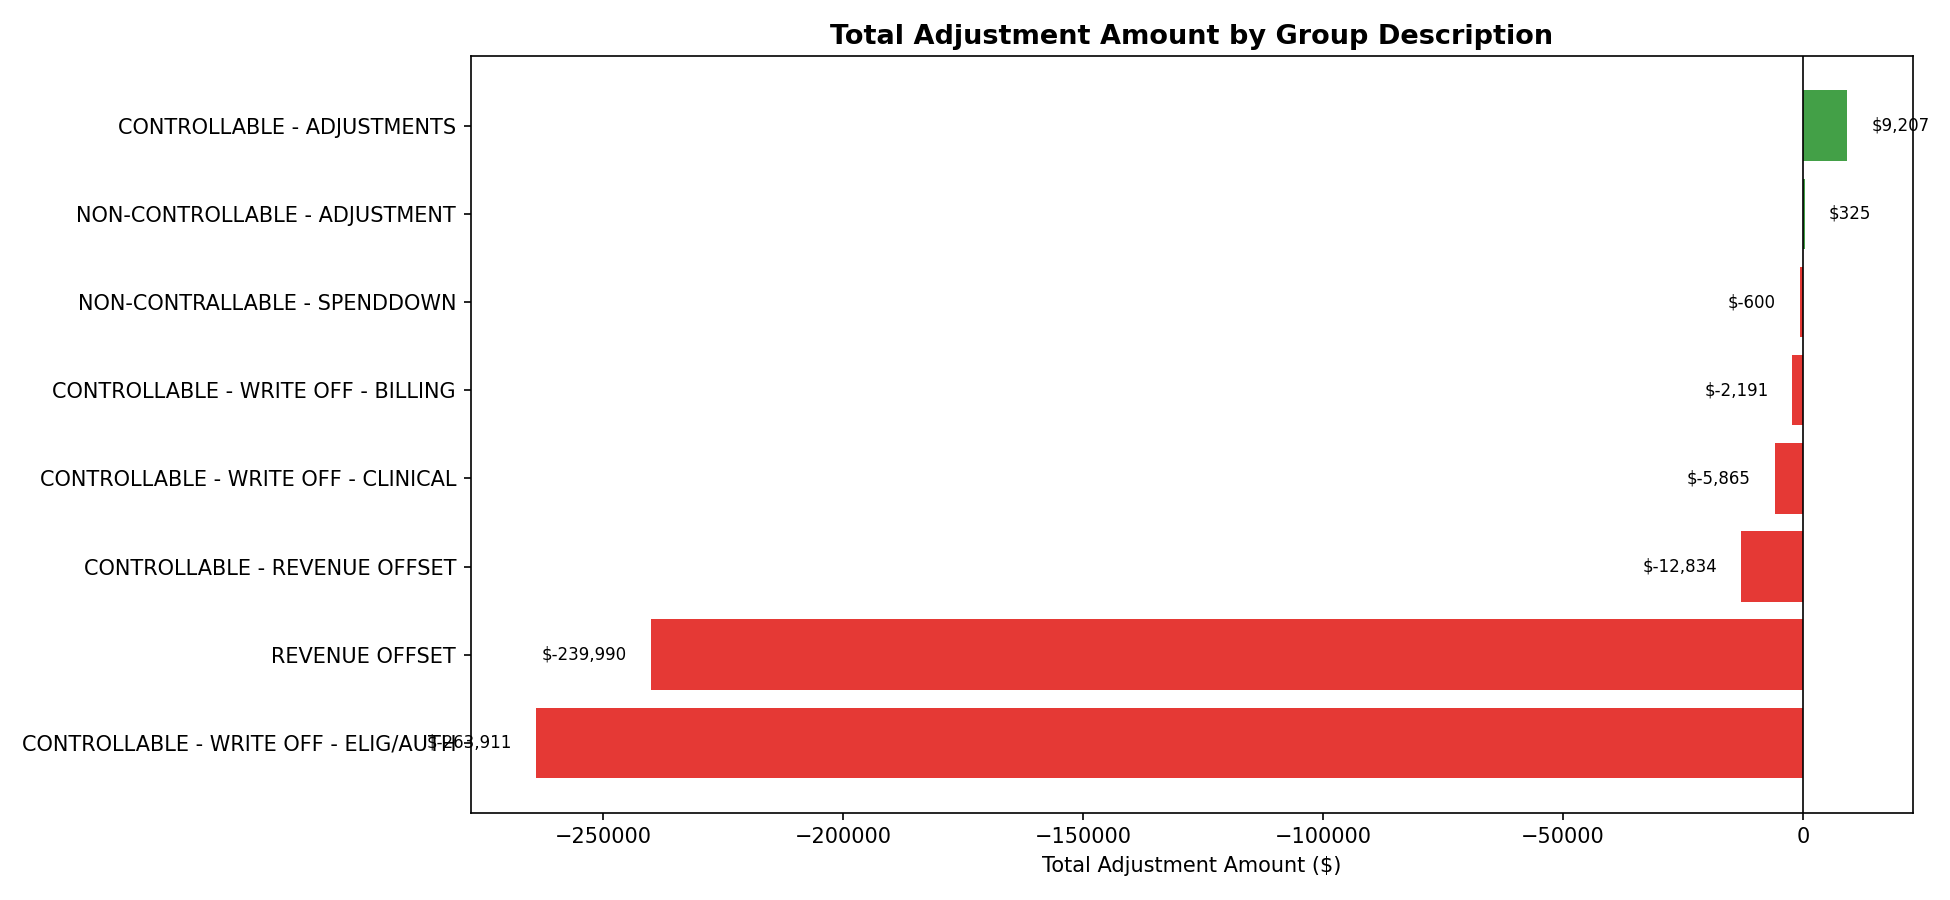 Total Adjustment Amount by Group Description
CONTROLLABLE - ADJUSTMENTS
$9,207
NON-CONTROLLABLE - ADJUSTMENT
$325
NON-CONTRALLABLE - SPENDDOWN
$-600
CONTROLLABLE - WRITE OFF - BILLING
$-2,191
CONTROLLABLE - WRITE OFF - CLINICAL
$-5,865
CONTROLLABLE - REVENUE OFFSET
$-12,834
REVENUE OFFSET
$-239,990
CONTROLLABLE - WRITE OFF - ELIG/AUTH
$-263,911
−250000 −200000 −150000 −100000 −50000 0
Total Adjustment Amount ($)